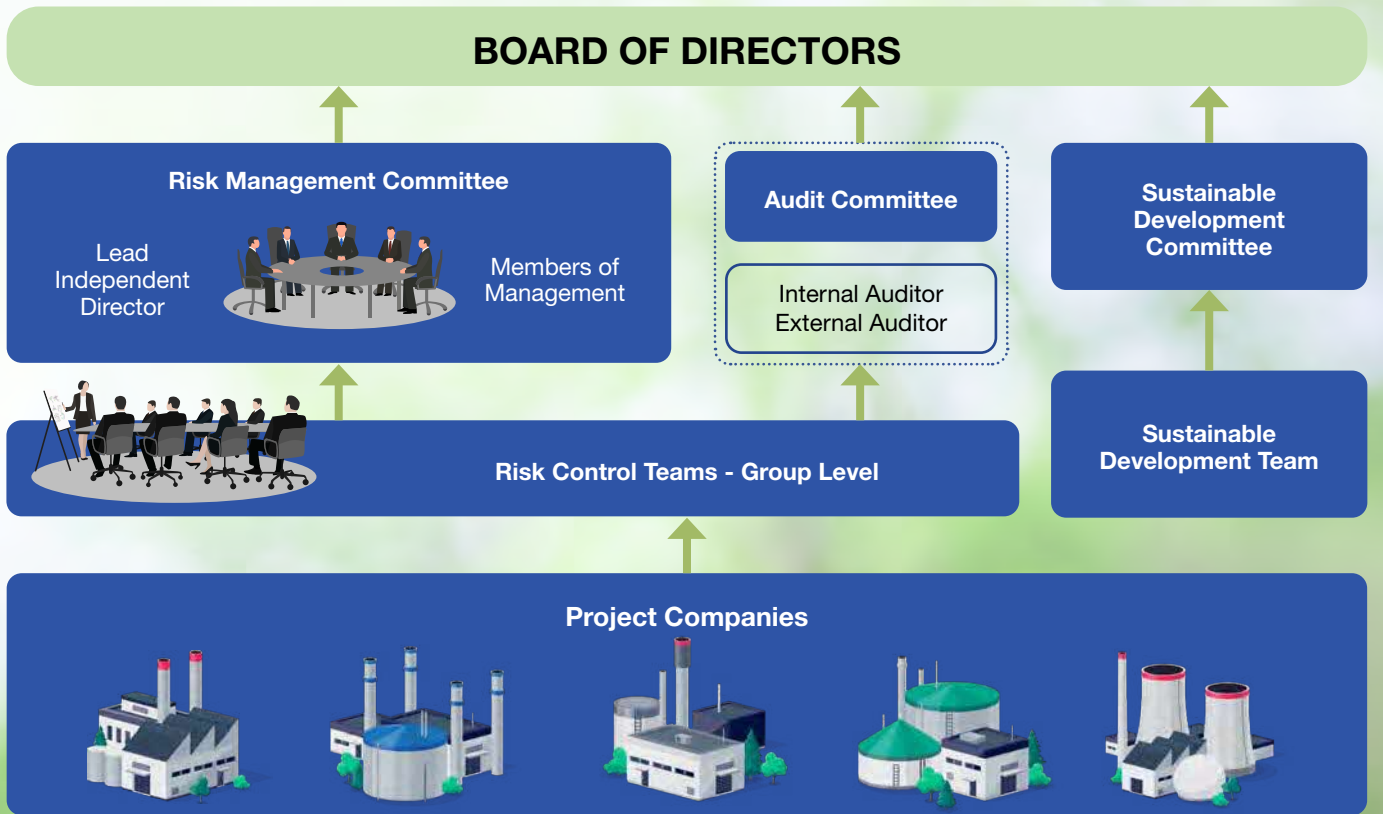 BOARD OF DIRECTORS
Risk Management Committee
Lead
Independent
Director
Members of
Management
Audit Committee
Internal Auditor
External Auditor
Sustainable
Development
Committee
Risk Control Teams - Group Level
Sustainable
Development Team
Project Companies